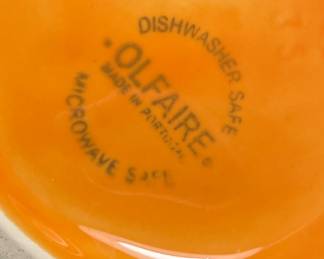 DISHWASHER SAFE
OLFAIRE®
MADE IN PORTUGAL
MICROWAVE SAFE